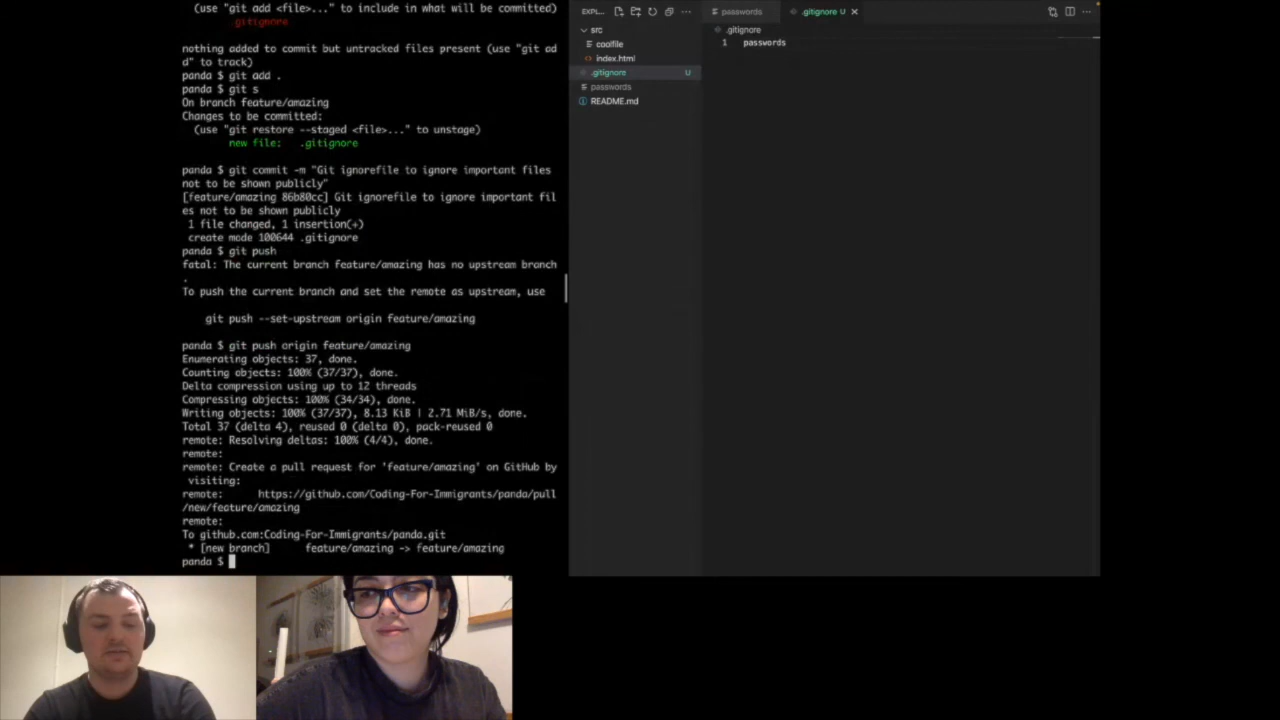 (use "git add <file>..." to include in what will be committed)
.gitignore
nothing added to commit but untracked files present (use "git ad
d" to track)
panda $ git add .
panda $ git s
On branch feature/amazing
Changes to be committed:
(use "git restore --staged <file>..." to unstage)
new file:   .gitignore
panda $ git commit -m "Git ignorefile to ignore important files
not to be shown publicly"
[feature/amazing 86b80cc] Git ignorefile to ignore important fil
es not to be shown publicly
1 file changed, 1 insertion(+)
create mode 100644 .gitignore
panda $ git push
fatal: The current branch feature/amazing has no upstream branch
.
To push the current branch and set the remote as upstream, use
git push --set-upstream origin feature/amazing
panda $ git push origin feature/amazing
Enumerating objects: 37, done.
Counting objects: 100% (37/37), done.
Delta compression using up to 12 threads
Compressing objects: 100% (34/34), done.
Writing objects: 100% (37/37), 8.13 KiB | 2.71 MiB/s, done.
Total 37 (delta 4), reused 0 (delta 0), pack-reused 0
remote: Resolving deltas: 100% (4/4), done.
remote:
remote: Create a pull request for 'feature/amazing' on GitHub by
visiting:
remote:      https://github.com/Coding-For-Immigrants/panda/pull
/new/feature/amazing
remote:
To github.com:Coding-For-Immigrants/panda.git
* [new branch]      feature/amazing -> feature/amazing
panda $
EXPL...
src
coolfile
index.html
.gitignore U
passwords
README.md
passwords
.gitignore U
.gitignore
1 passwords